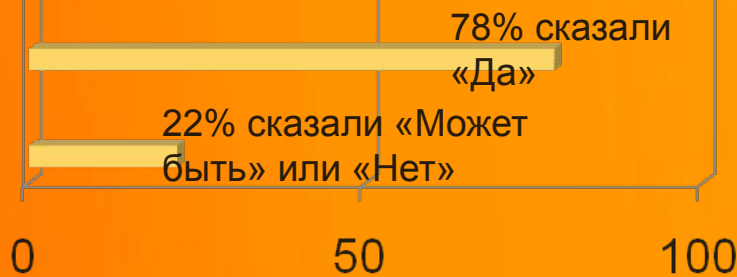 78% сказали
«Да»
22% сказали «Может
быть» или «Нет»
0 50 100